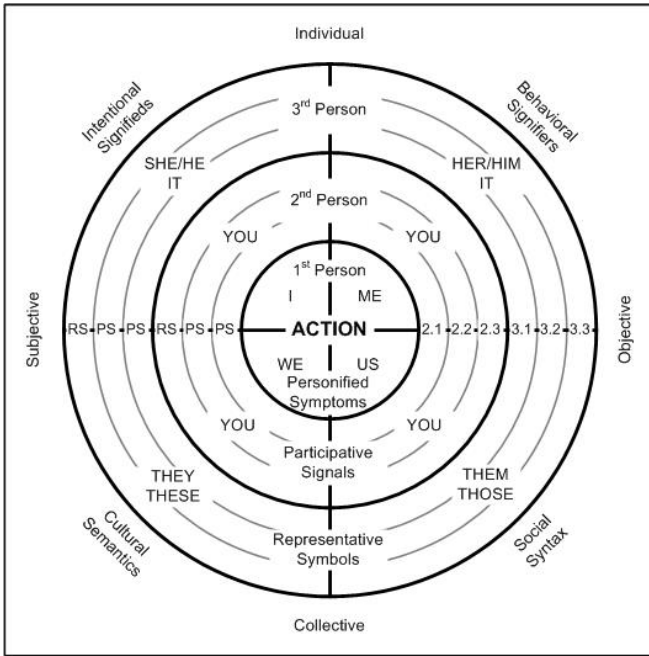 Individual
Intentional
Signifieds
Behavioral
Signifiers
3rd Person
SHE/HE
IT
HER/HIM
IT
2nd Person
YOU
YOU
1st Person
I
ME
Subjective
RS
PS
PS
RS
PS
PS
ACTION
2.1
2.2
2.3
3.1
3.2
3.3
Objective
WE
US
Personified
Symptoms
YOU
YOU
Participative
Signals
THEY
THESE
THEM
THOSE
Representative
Symbols
Cultural
Semantics
Social
Syntax
Collective